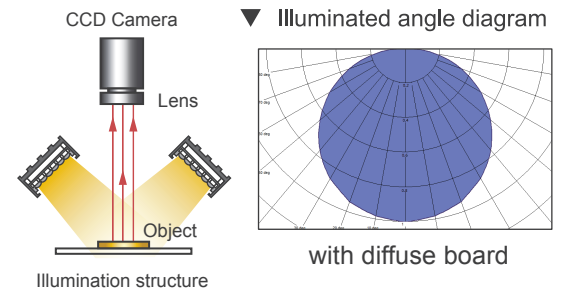 CCD Camera
Lens
Object
Illumination structure
▼ Illuminated angle diagram
with diffuse board